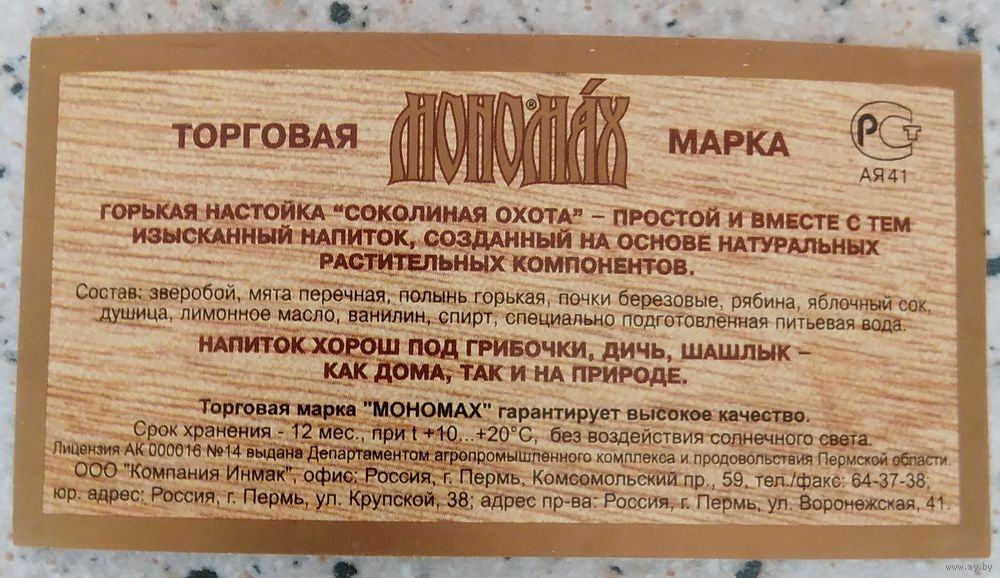 ТОРГОВАЯ МОНОМАХ® МАРКА
РСТ
АЯ41
ГОРЬКАЯ НАСТОЙКА "СОКОЛИНАЯ ОХОТА" – ПРОСТОЙ И ВМЕСТЕ С ТЕМ
ИЗЫСКАННЫЙ НАПИТОК, СОЗДАННЫЙ НА ОСНОВЕ НАТУРАЛЬНЫХ
РАСТИТЕЛЬНЫХ КОМПОНЕНТОВ.
Состав: зверобой, мята перечная, полынь горькая, почки березовые, рябина, яблочный сок,
душица, лимонное масло, ванилин, спирт, специально подготовленная питьевая вода.
НАПИТОК ХОРОШ ПОД ГРИБОЧКИ, ДИЧЬ, ШАШЛЫК –
КАК ДОМА, ТАК И НА ПРИРОДЕ.
Торговая марка "МОНОМАХ" гарантирует высокое качество.
Срок хранения - 12 мес., при t +10...+20°С, без воздействия солнечного света.
Лицензия АК 000016 №14 выдана Департаментом агропромышленного комплекса и продовольствия Пермской области.
ООО "Компания Инмак", офис: Россия, г. Пермь, Комсомольский пр., 59, тел./факс: 64-37-38;
юр. адрес: Россия, г. Пермь, ул. Крупской, 38; адрес пр-ва: Россия, г. Пермь, ул. Воронежская, 41.
www.ay.by